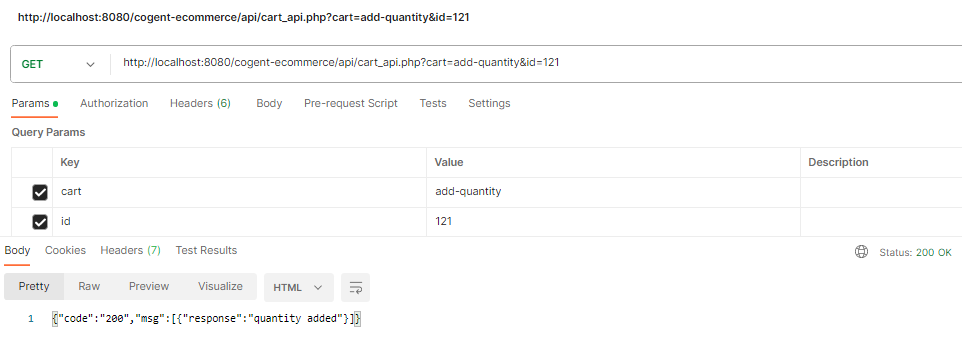 http://localhost:8080/cogent-ecommerce/api/cart_api.php?cart=add-quantity&id=121
GET http://localhost:8080/cogent-ecommerce/api/cart_api.php?cart=add-quantity&id=121
Params Authorization Headers (6) Body Pre-request Script Tests Settings
Query Params
Key Value Description
cart add-quantity
id 121
Body Cookies Headers (7) Test Results Status: 200 OK
Pretty Raw Preview Visualize HTML
1 {"code":"200","msg":[{"response":"quantity added"}]}